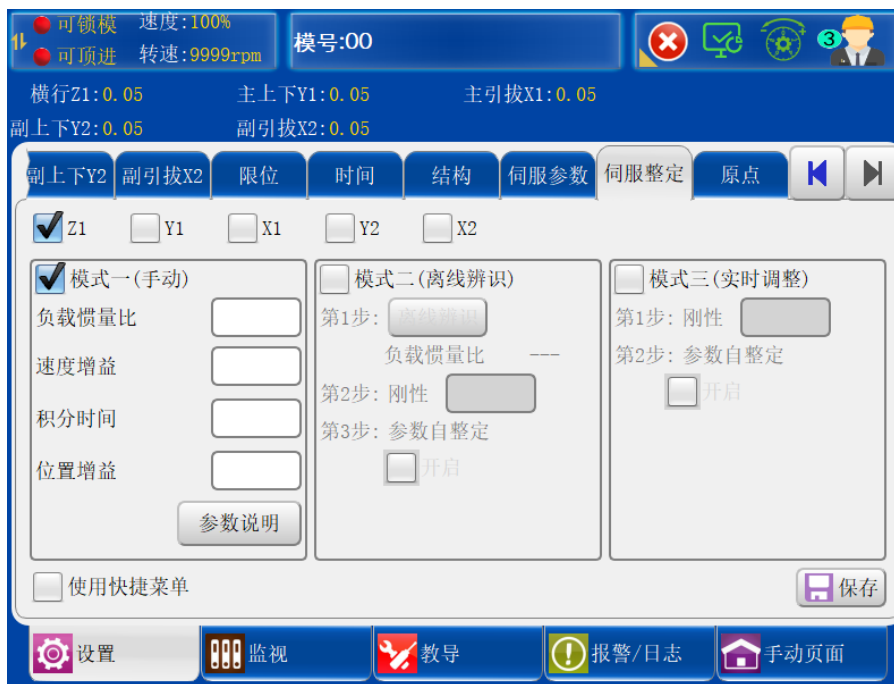 可锁模 速度:100%
可顶进 转速:9999rpm
模号:00
3
横行Z1:0.05 主上下Y1:0.05 主引拔X1:0.05
副上下Y2:0.05 副引拔X2:0.05
副上下Y2 副引拔X2 限位 时间 结构 伺服参数 伺服整定 原点
Z1 Y1 X1 Y2 X2
模式一(手动)
负载惯量比
速度增益
积分时间
位置增益
参数说明
模式二(离线辨识)
第1步: 离线辨识
负载惯量比 ---
第2步: 刚性
第3步: 参数自整定
开启
模式三(实时调整)
第1步: 刚性
第2步: 参数自整定
开启
使用快捷菜单
保存
设置 监视 教导 报警/日志 手动页面